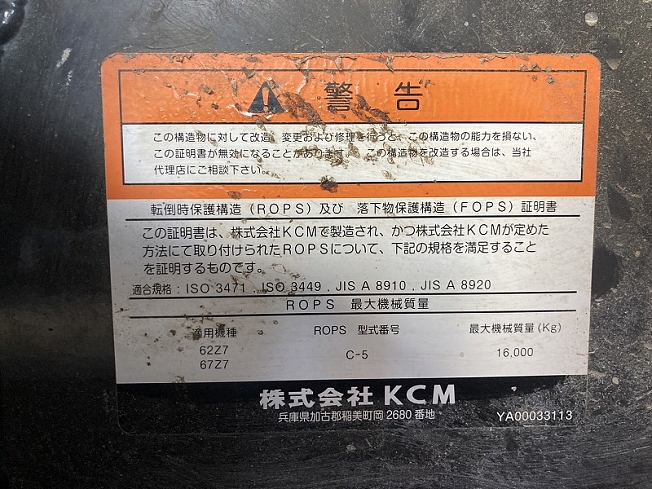 警 告
この構造物に対して改造、変更および修理を行うと、この構造物の能力を損ない、
この証明書が無効になることがあります。 この構造物を改造する場合は、当社
代理店にご相談下さい。
転倒時保護構造(ROPS)及び 落下物保護構造(FOPS)証明書
この証明書は、株式会社KCMで製造され、かつ株式会社KCMが定めた
方法にて取り付けられたROPSについて、下記の規格を満足すること
を証明するものです。
適合規格:ISO 3471 , ISO 3449 , JIS A 8910 , JIS A 8920
ROPS 最大機械質量
適用機種 ROPS 型式番号 最大機械質量(Kg)
62Z7
67Z7
C-5 16,000
株式会社 KCM
兵庫県加古郡稲美町岡 2680 番地
YA00033113